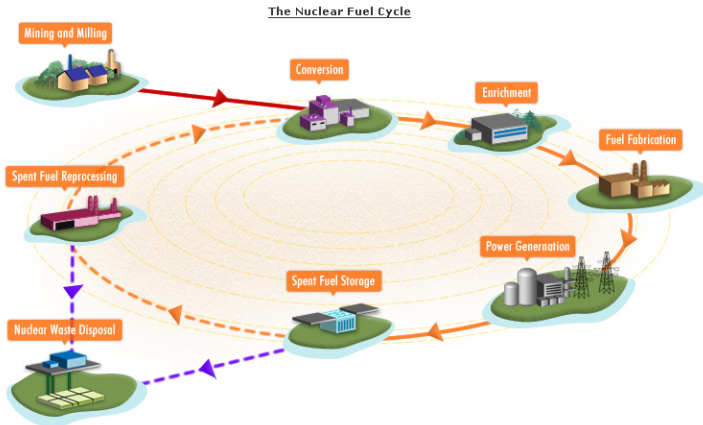 The Nuclear Fuel Cycle
Mining and Milling
Conversion
Enrichment
Fuel Fabrication
Spent Fuel Reprocessing
Power Genernation
Spent Fuel Storage
Nuclear Waste Disposal